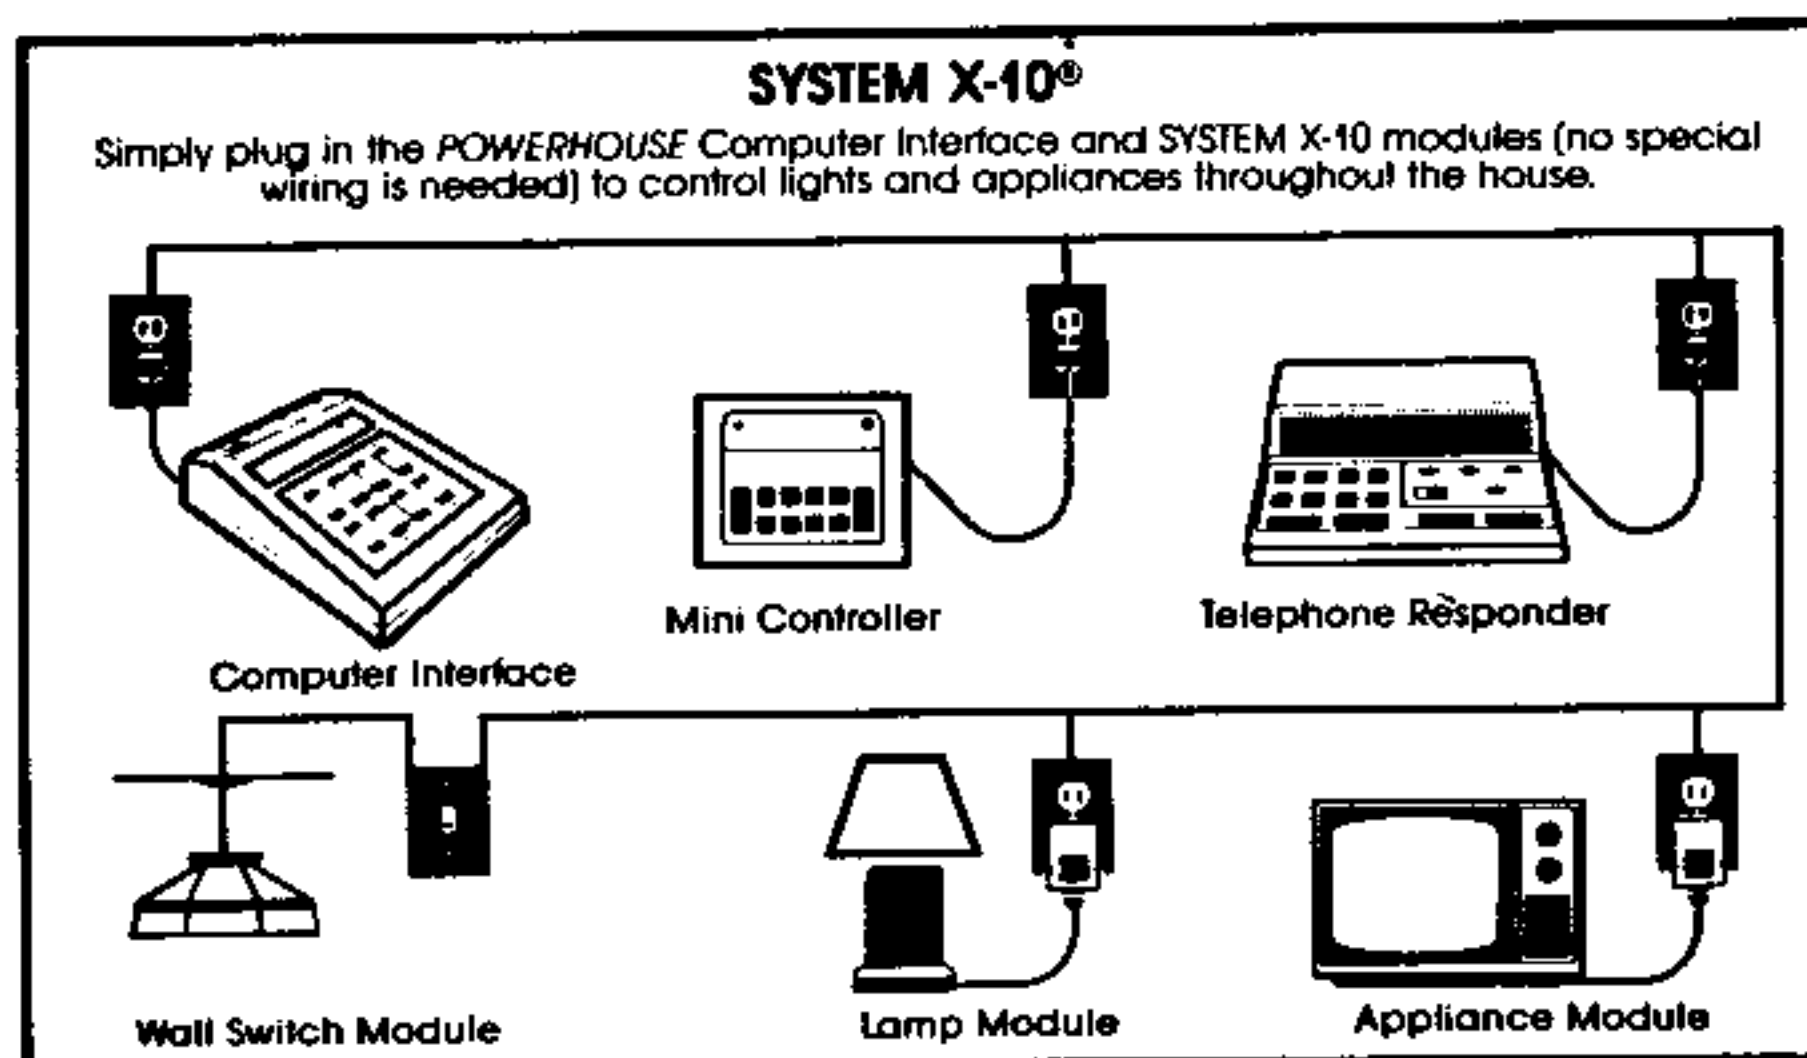 SYSTEM X-10®
Simply plug in the POWERHOUSE Computer Interface and SYSTEM X-10 modules (no special
wiring is needed) to control lights and appliances throughout the house.
Mini Controller
Telephone Responder
Computer Interface
Wall Switch Module
Lamp Module
Appliance Module